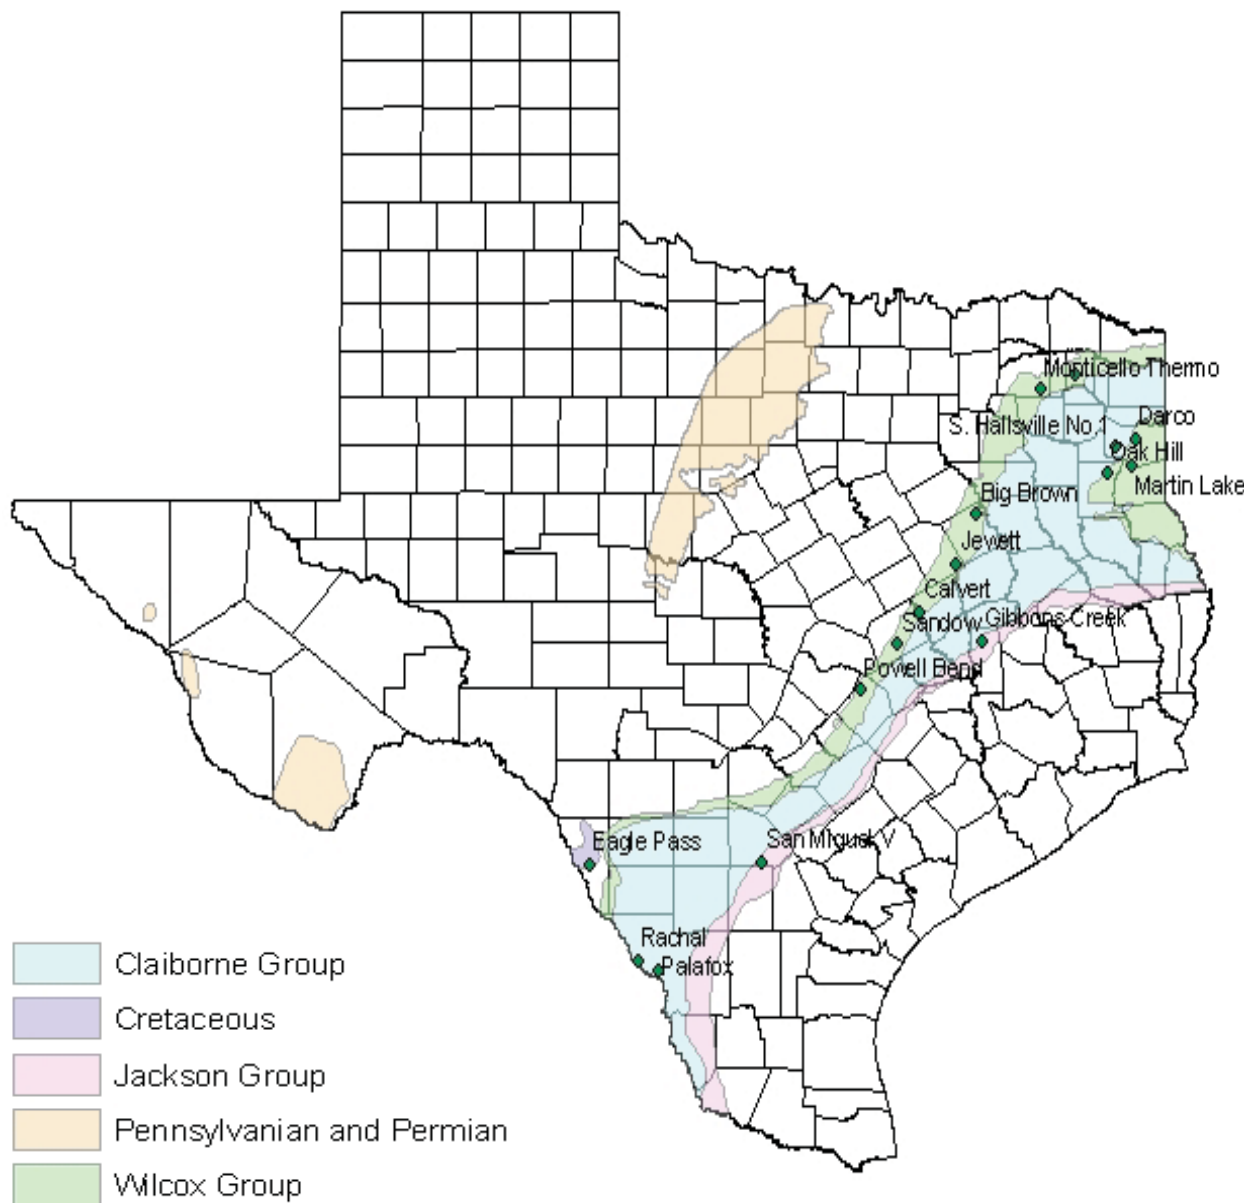 Monticello Thermo
S. Hallsville No.1
Darco
Oak Hill
Martin Lake
Big Brown
Jewett
Calvert
Sandow
Gibbons Creek
Powell Bend
Eagle Pass
San Miguel V
Rachal
Palafox
Claiborne Group
Cretaceous
Jackson Group
Pennsylvanian and Permian
Wilcox Group